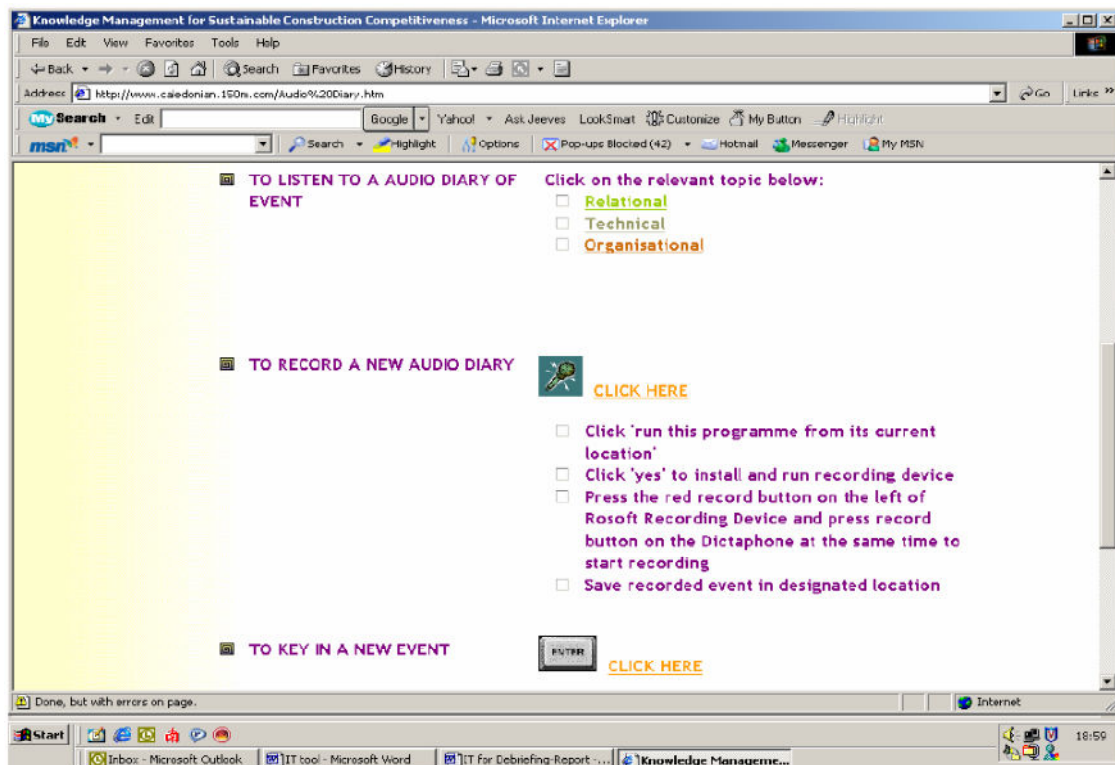 Knowledge Management for Sustainable Construction Competitiveness - Microsoft Internet Explorer
File Edit View Favorites Tools Help
Back Search Favorites History
Address http://www.caledonian.150m.com/Audio%20Diary.htm Go Links »
My Search Edit Google Yahoo! Ask Jeeves LookSmart Customize My Button Highlight
msn Search Highlight Options Pop-ups Blocked (42) Hotmail Messenger My MSN
TO LISTEN TO A AUDIO DIARY OF Click on the relevant topic below:
EVENT Relational
Technical
Organisational
TO RECORD A NEW AUDIO DIARY
CLICK HERE
Click 'run this programme from its current
location'
Click 'yes' to install and run recording device
Press the red record button on the left of
Rosoft Recording Device and press record
button on the Dictaphone at the same time to
start recording
Save recorded event in designated location
TO KEY IN A NEW EVENT ENTER
CLICK HERE
Done, but with errors on page. Internet
Start 18:59
Inbox - Microsoft Outlook IT tool - Microsoft Word IT for Debriefing-Report -... Knowledge Manageme...